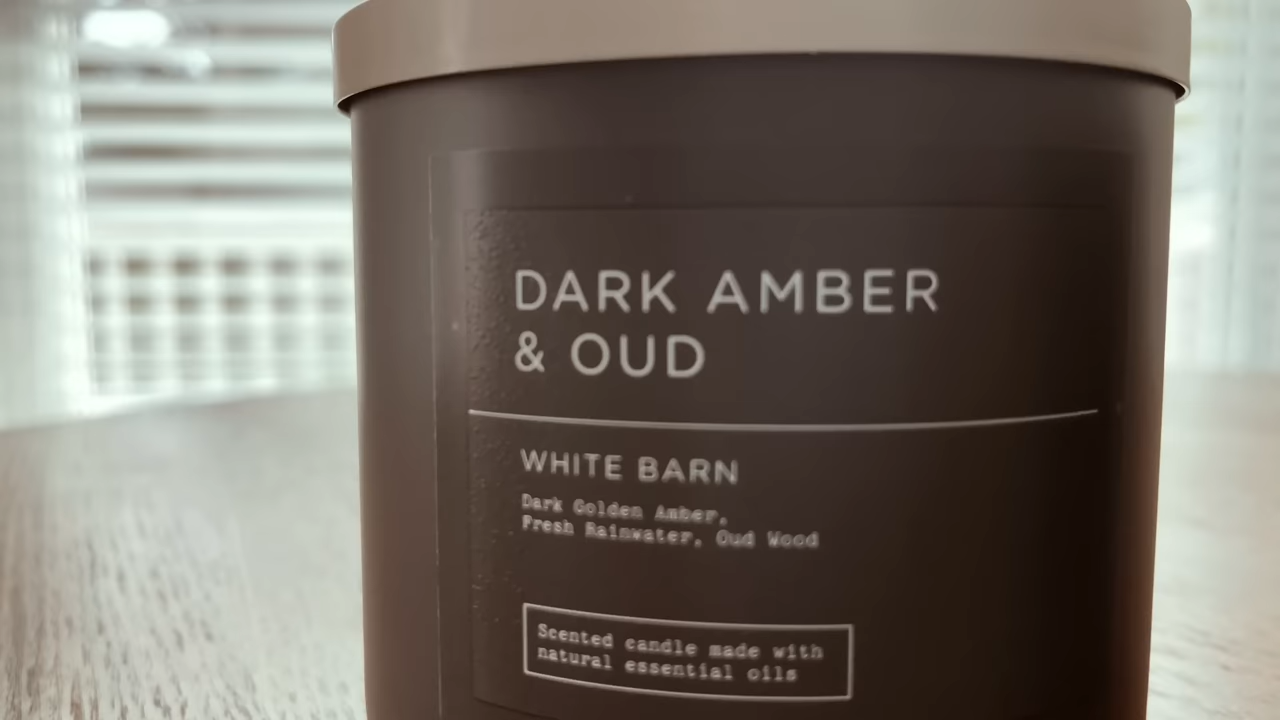 DARK AMBER
& OUD
WHITE BARN
Dark Golden Amber,
Fresh Rainwater, Oud Wood
Scented candle made with
natural essential oils